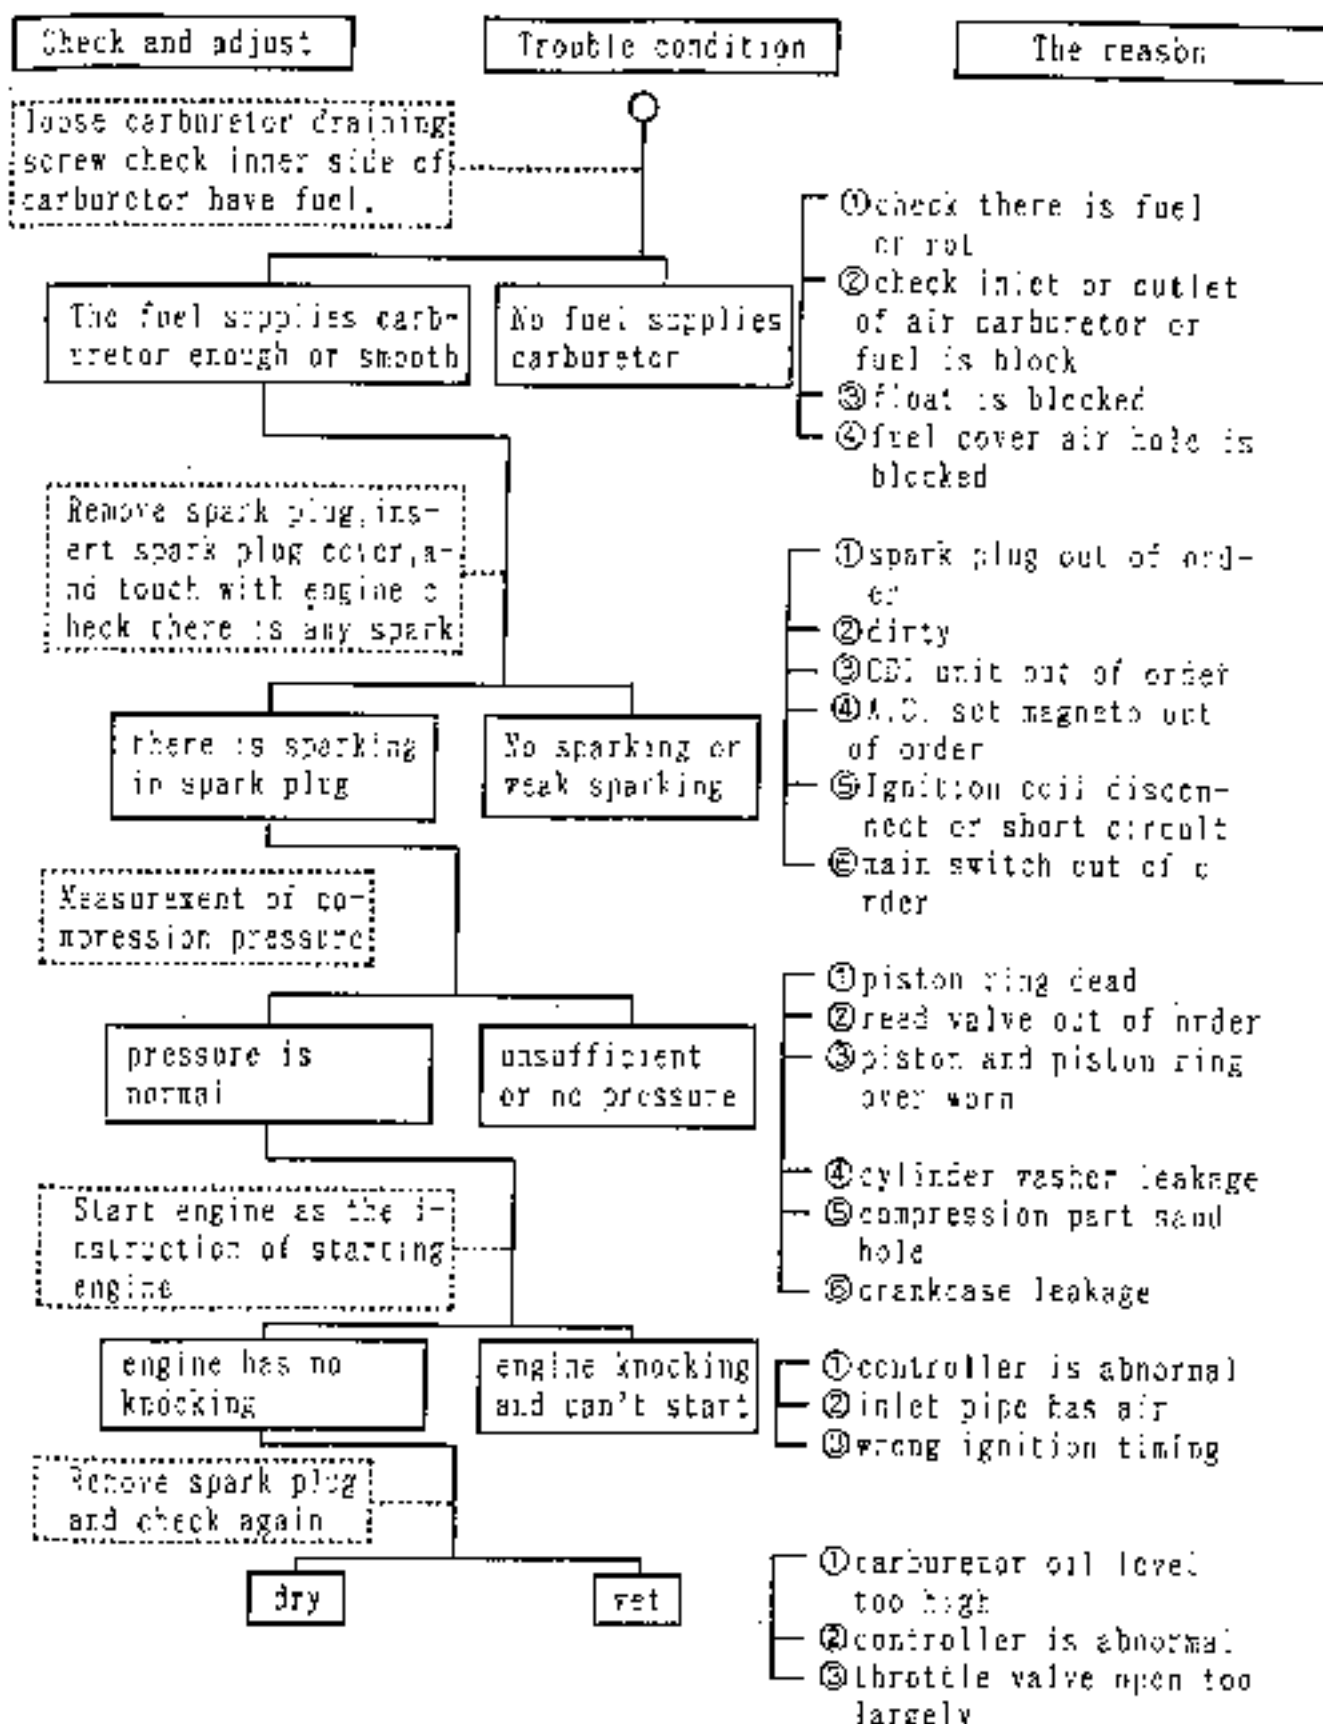 Check and adjust
Trouble condition
The reason
loose carburetor draining
screw check inner side of
carburetor have fuel.
①check there is fuel
or not
②check inlet or outlet
of air carburetor or
fuel is block
③float is blocked
④fuel cover air hole is
blocked
The fuel supplies carb-
uretor enough or smooth
No fuel supplies
carburetor
Remove spark plug,ins-
ert spark plug cover,a-
nd touch with engine c
heck there is any spark
①spark plug out of ord-
er
②dirty
③CDI unit out of order
④A.C. set magneto out
of order
⑤Ignition coil discon-
nect or short circult
⑥main switch out of o
rder
there is sparking
in spark plug
No sparking or
weak sparking
Measurement of co-
mpression pressure
①piston ring dead
②reed valve out of order
③piston and piston ring
over worn
④cylinder washer leakage
⑤compression part sand
hole
⑥crankcase leakage
pressure is
normal
unsufficient
or no pressure
Start engine as the i-
nstruction of starting
engine
engine has no
knocking
engine knocking
and can't start
①controller is abnormal
②inlet pipe has air
③wrong ignition timing
Remove spark plug
and check again
dry
wet
①carburetor oil level
too high
②controller is abnormal
③throttle valve open too
largely